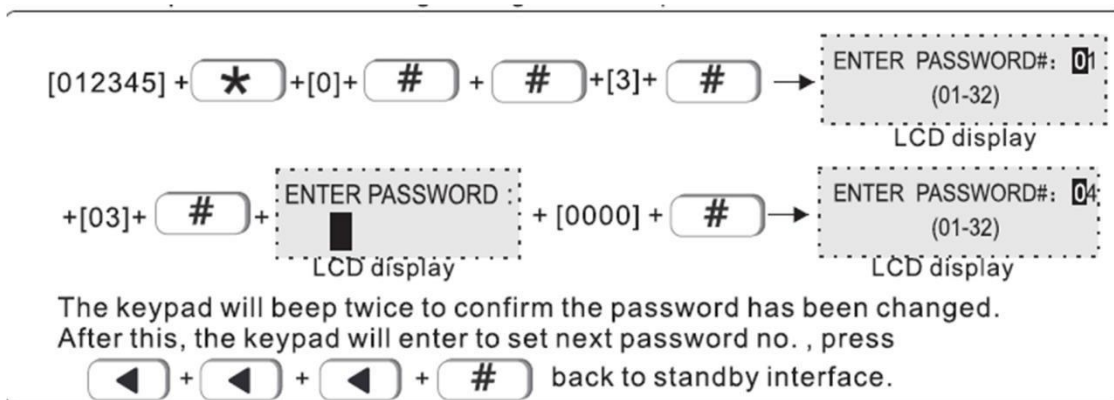 [012345] + * +[0]+ # + # +[3]+ # → ENTER PASSWORD#: 01
(01-32)
LCD display
+[03]+ # + ENTER PASSWORD : + [0000] + # → ENTER PASSWORD#: 04
(01-32)
LCD display LCD display
The keypad will beep twice to confirm the password has been changed.
After this, the keypad will enter to set next password no. , press
◀ + ◀ + ◀ + # back to standby interface.